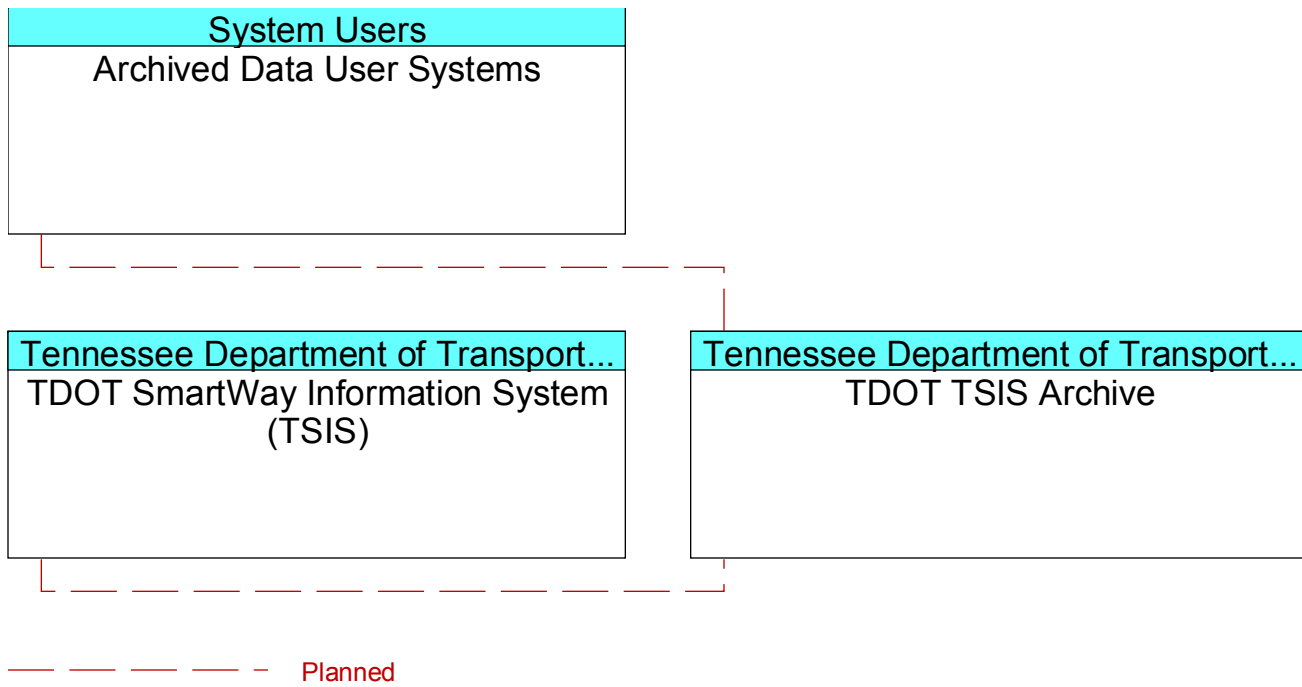 System Users
Archived Data User Systems
Tennessee Department of Transport...
TDOT SmartWay Information System
(TSIS)
Tennessee Department of Transport...
TDOT TSIS Archive
Planned